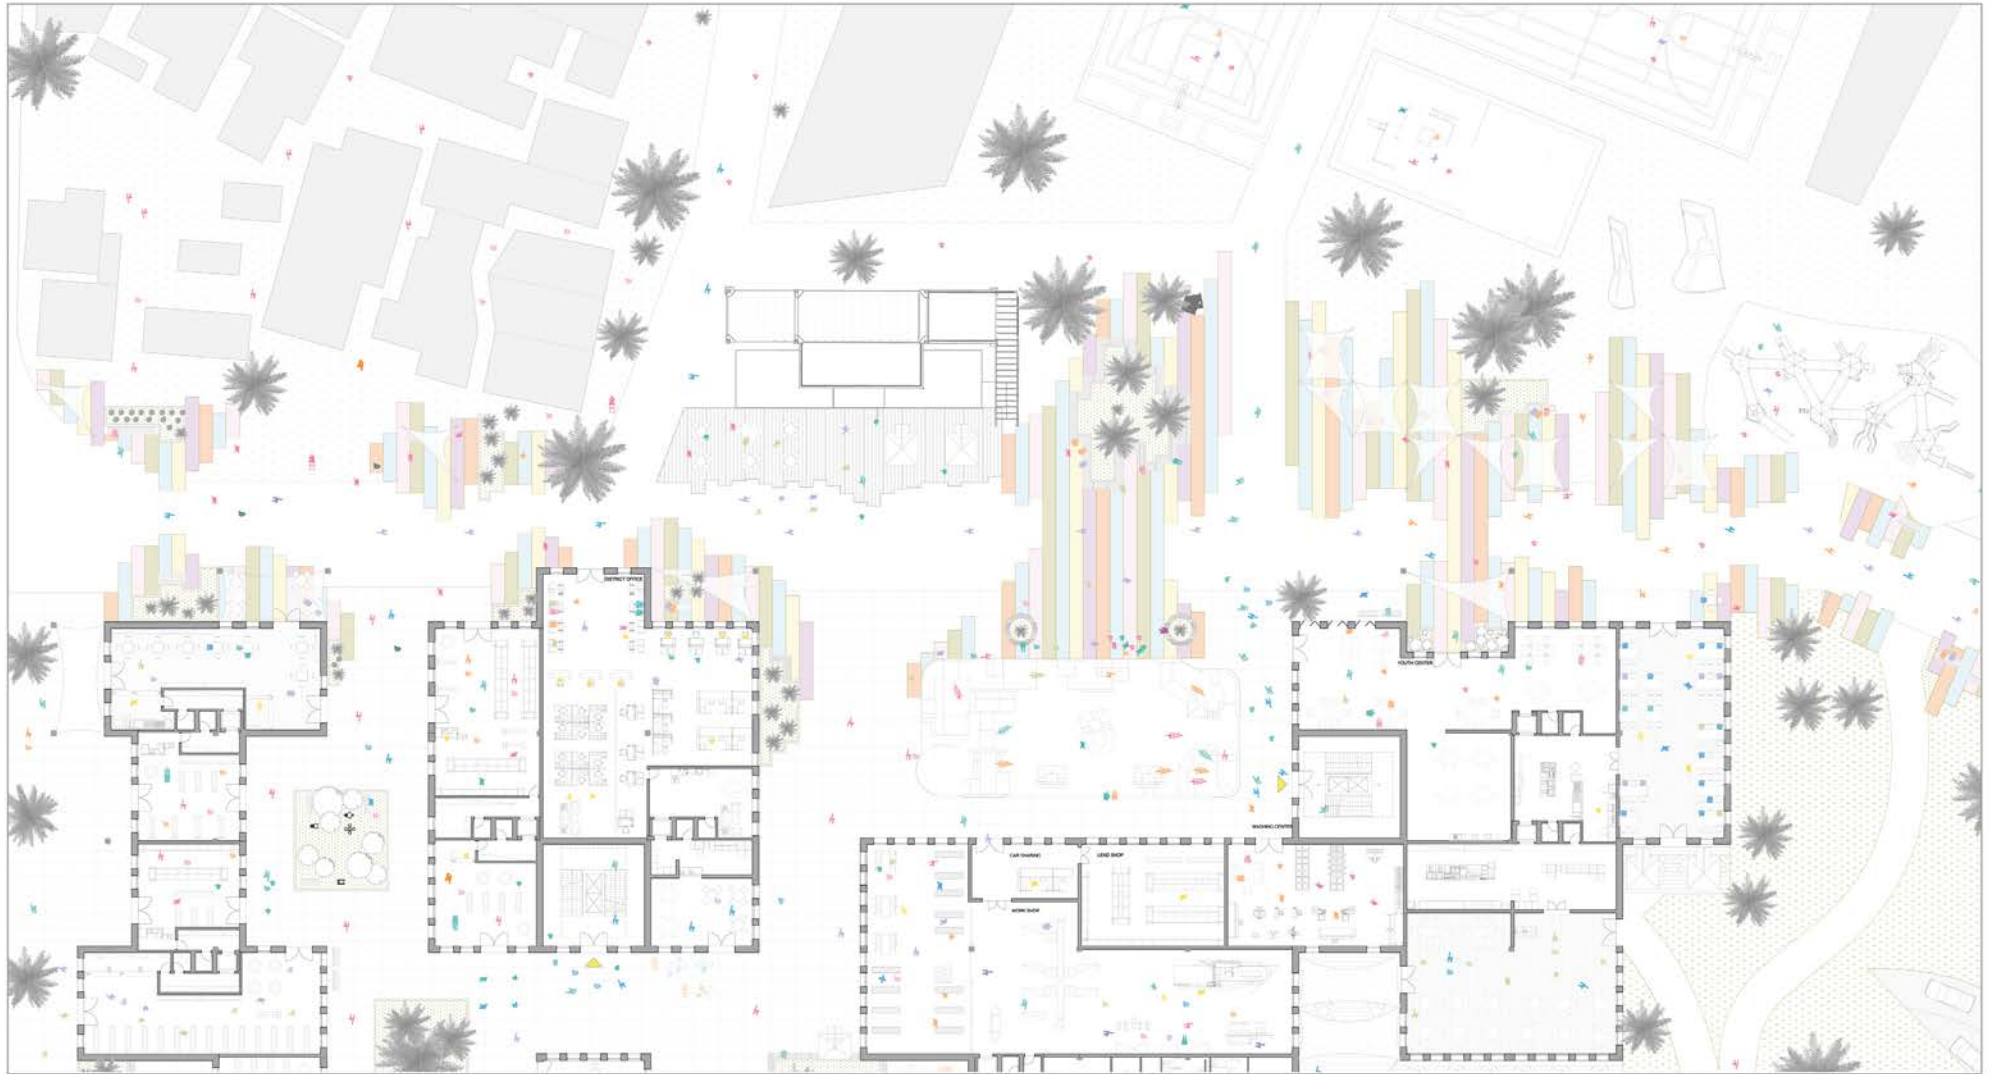 DISTRICT OFFICE
YOUTH CENTER
WASHING CENTER
CAR SHARING
LEND SHOP
WORK SHOP